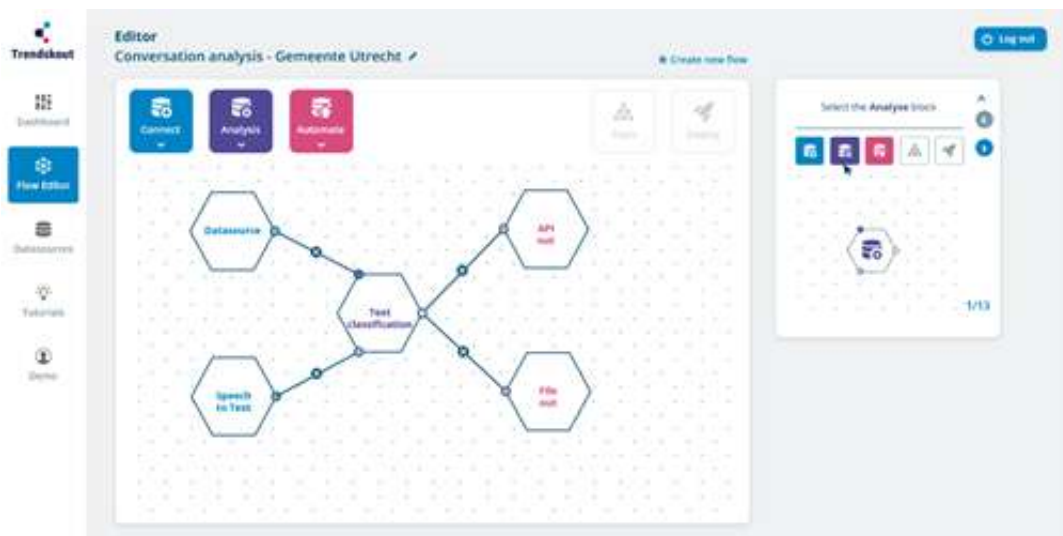 Trendskout
Editor
Conversation analysis - Gemeente Utrecht
Create new flow
Log out
Dashboard
Flow Editor
Datasources
Tutorials
Demo
Connect
Analysis
Automate
Select the Analyse block
Datasource
API
out
Text
classification
Speech
to Text
File
out
1/13